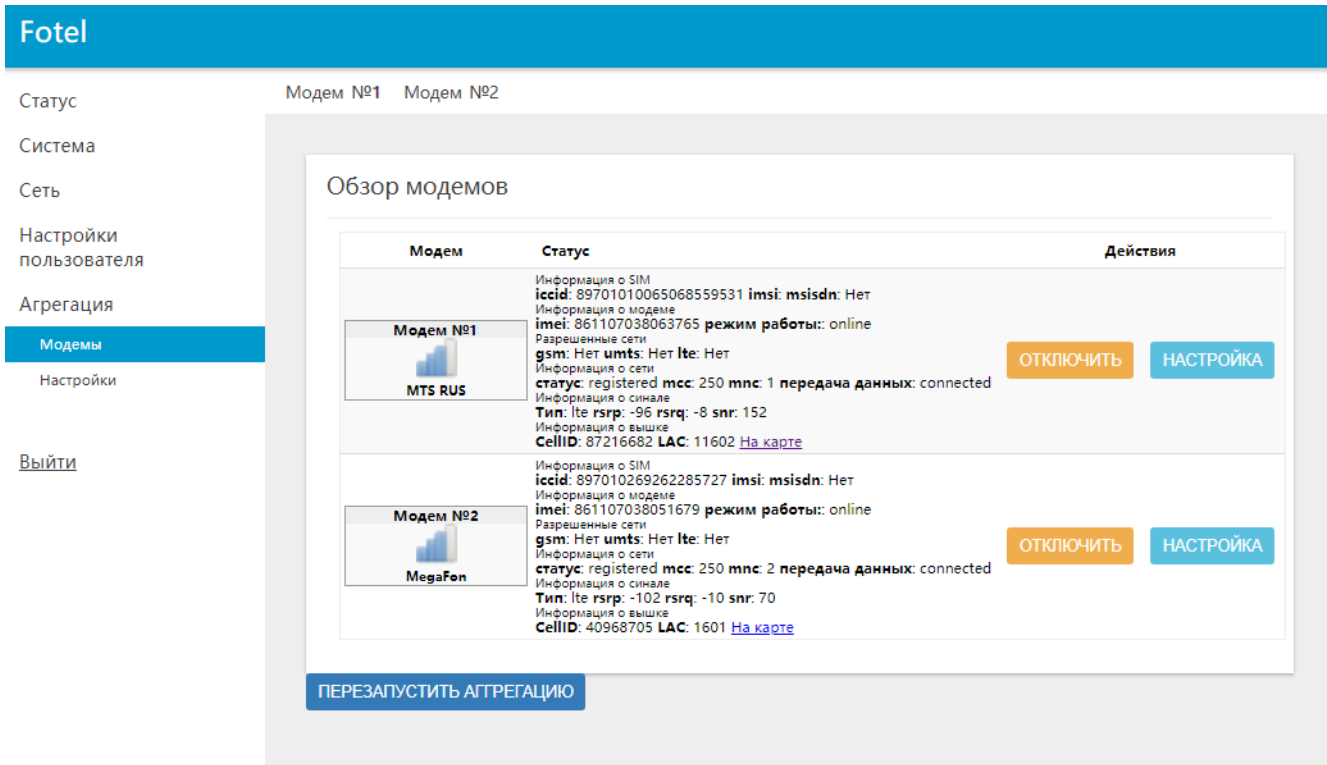 Fotel
Статус
Система
Сеть
Настройки
пользователя
Агрегация
Модемы
Настройки
Выйти
Модем №1 Модем №2
Обзор модемов
Модем Статус Действия
Модем №1
MTS RUS
Информация о SIM
iccid: 89701010065068559531 imsi: msisdn: Нет
Информация о модеме
imei: 861107038063765 режим работы:: online
Разрешенные сети
gsm: Нет umts: Нет lte: Нет
Информация о сети
статус: registered mcc: 250 mnc: 1 передача данных: connected
Информация о синале
Тип: lte rsrp: -96 rsrq: -8 snr: 152
Информация о вышке
CellID: 87216682 LAC: 11602 На карте
ОТКЛЮЧИТЬ НАСТРОЙКА
Модем №2
MegaFon
Информация о SIM
iccid: 897010269262285727 imsi: msisdn: Нет
Информация о модеме
imei: 861107038051679 режим работы:: online
Разрешенные сети
gsm: Нет umts: Нет lte: Нет
Информация о сети
статус: registered mcc: 250 mnc: 2 передача данных: connected
Информация о синале
Тип: lte rsrp: -102 rsrq: -10 snr: 70
Информация о вышке
CellID: 40968705 LAC: 1601 На карте
ОТКЛЮЧИТЬ НАСТРОЙКА
ПЕРЕЗАПУСТИТЬ АГГРЕГАЦИЮ